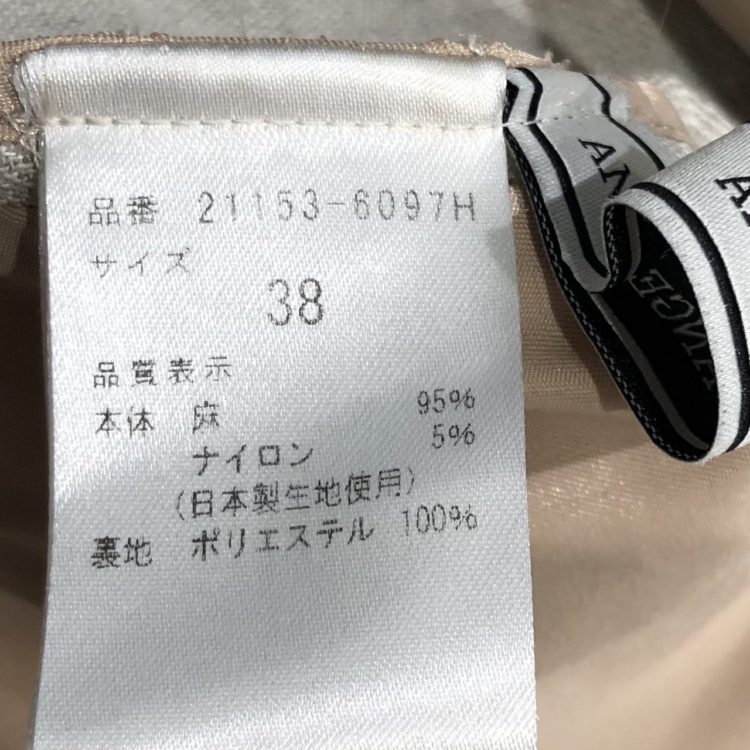 品番 21153-6097H
サイズ
38
品質表示
本体 麻 95%
ナイロン 5%
(日本製生地使用)
裏地 ポリエステル 100%
AN